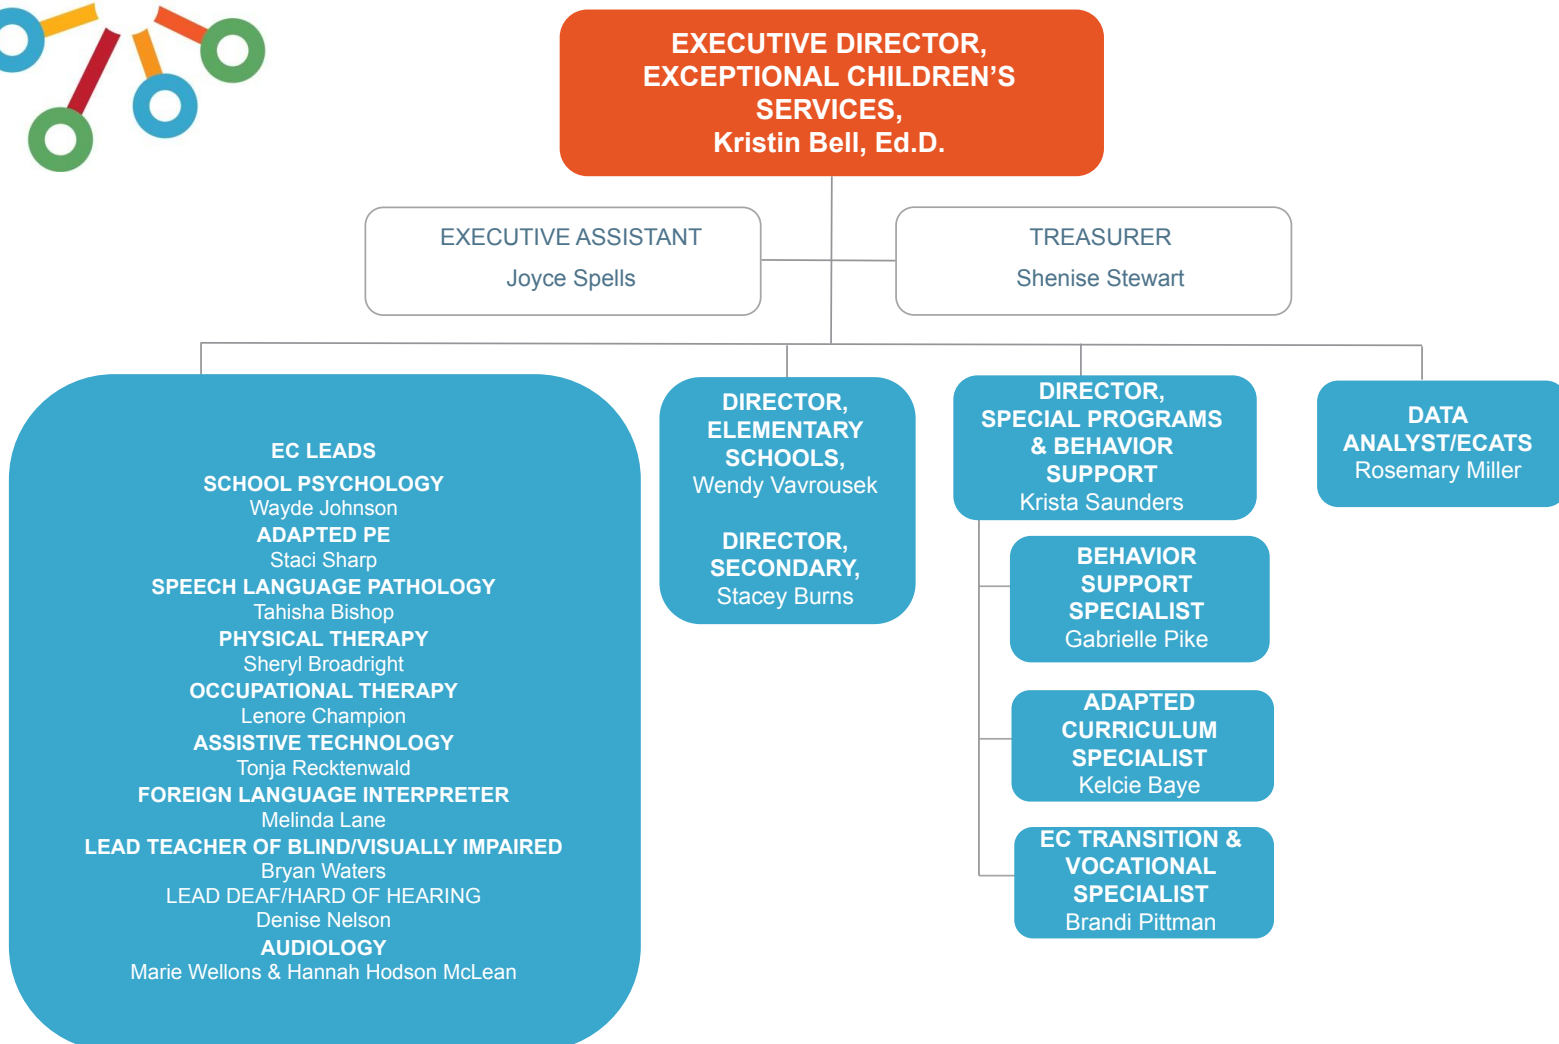 EXECUTIVE DIRECTOR,
EXCEPTIONAL CHILDREN'S
SERVICES,
Kristin Bell, Ed.D.
EXECUTIVE ASSISTANT
Joyce Spells
TREASURER
Shenise Stewart
EC LEADS
SCHOOL PSYCHOLOGY
Wayde Johnson
ADAPTED PE
Staci Sharp
SPEECH LANGUAGE PATHOLOGY
Tahisha Bishop
PHYSICAL THERAPY
Sheryl Broadright
OCCUPATIONAL THERAPY
Lenore Champion
ASSISTIVE TECHNOLOGY
Tonja Recktenwald
FOREIGN LANGUAGE INTERPRETER
Melinda Lane
LEAD TEACHER OF BLIND/VISUALLY IMPAIRED
Bryan Waters
LEAD DEAF/HARD OF HEARING
Denise Nelson
AUDIOLOGY
Marie Wellons & Hannah Hodson McLean
DIRECTOR,
ELEMENTARY
SCHOOLS,
Wendy Vavrousek
DIRECTOR,
SECONDARY,
Stacey Burns
DIRECTOR,
SPECIAL PROGRAMS
& BEHAVIOR
SUPPORT
Krista Saunders
BEHAVIOR
SUPPORT
SPECIALIST
Gabrielle Pike
ADAPTED
CURRICULUM
SPECIALIST
Kelcie Baye
EC TRANSITION &
VOCATIONAL
SPECIALIST
Brandi Pittman
DATA
ANALYST/ECATS
Rosemary Miller